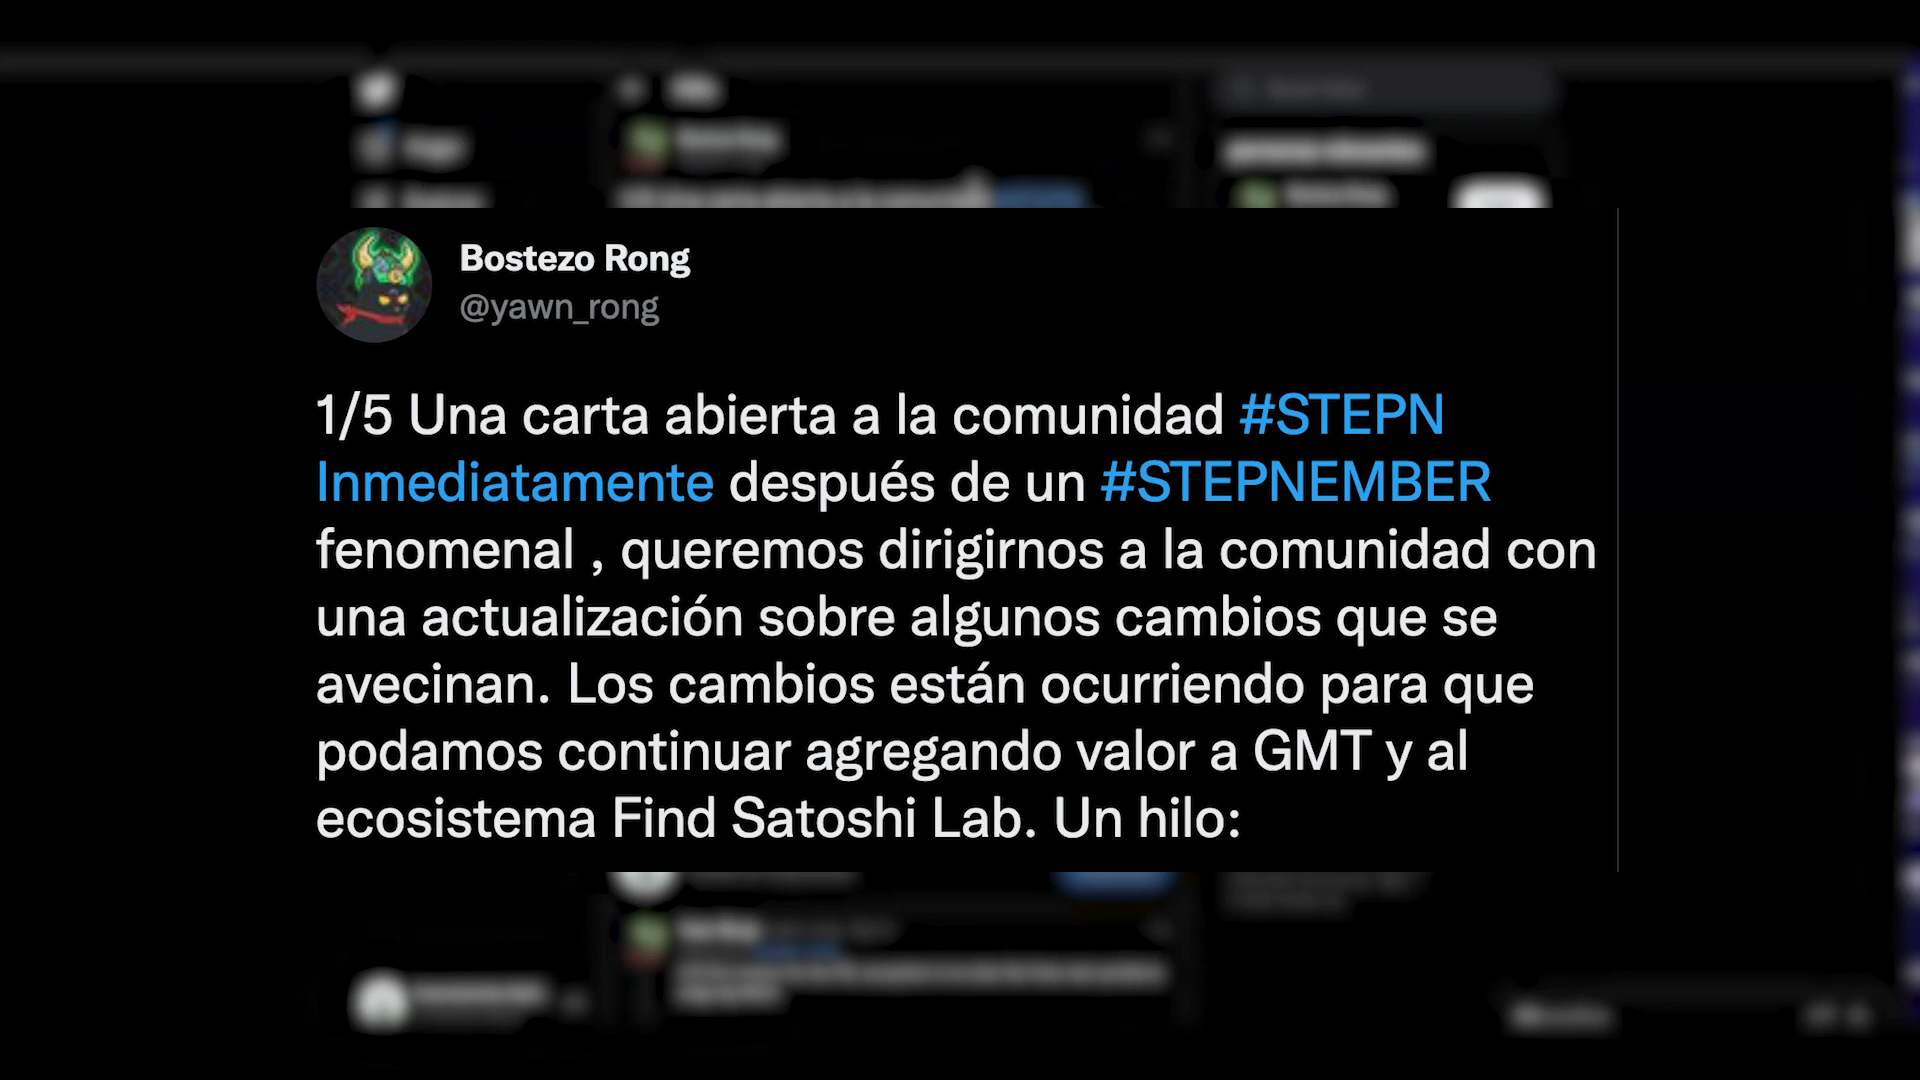 Bostezo Rong
@yawn_rong
1/5 Una carta abierta a la comunidad #STEPN
Inmediatamente después de un #STEPNEMBER
fenomenal , queremos dirigirnos a la comunidad con
una actualización sobre algunos cambios que se
avecinan. Los cambios están ocurriendo para que
podamos continuar agregando valor a GMT y al
ecosistema Find Satoshi Lab. Un hilo: